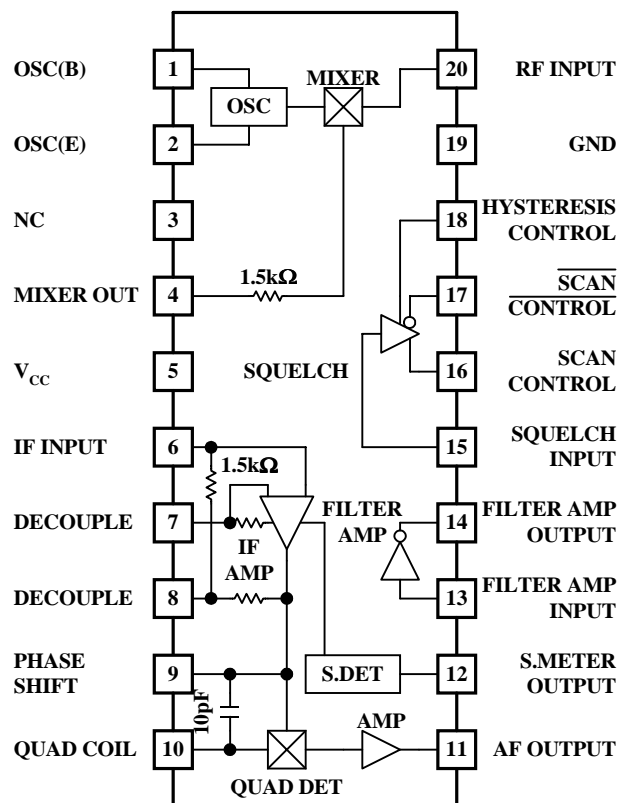 OSC(B) 1 20 RF INPUT
MIXER
OSC
OSC(E) 2 19 GND
NC 3 18 HYSTERESIS
CONTROL
1.5kΩ
MIXER OUT 4 17 SCAN
CONTROL
SQUELCH
VCC 5 16 SCAN
CONTROL
IF INPUT 6 15 SQUELCH
INPUT
1.5kΩ
DECOUPLE 7 14 FILTER AMP
OUTPUT
FILTER
AMP
IF
AMP
DECOUPLE 8 13 FILTER AMP
INPUT
PHASE
SHIFT 9 12 S.METER
OUTPUT
S.DET
10pF
AMP
QUAD COIL 10 11 AF OUTPUT
QUAD DET